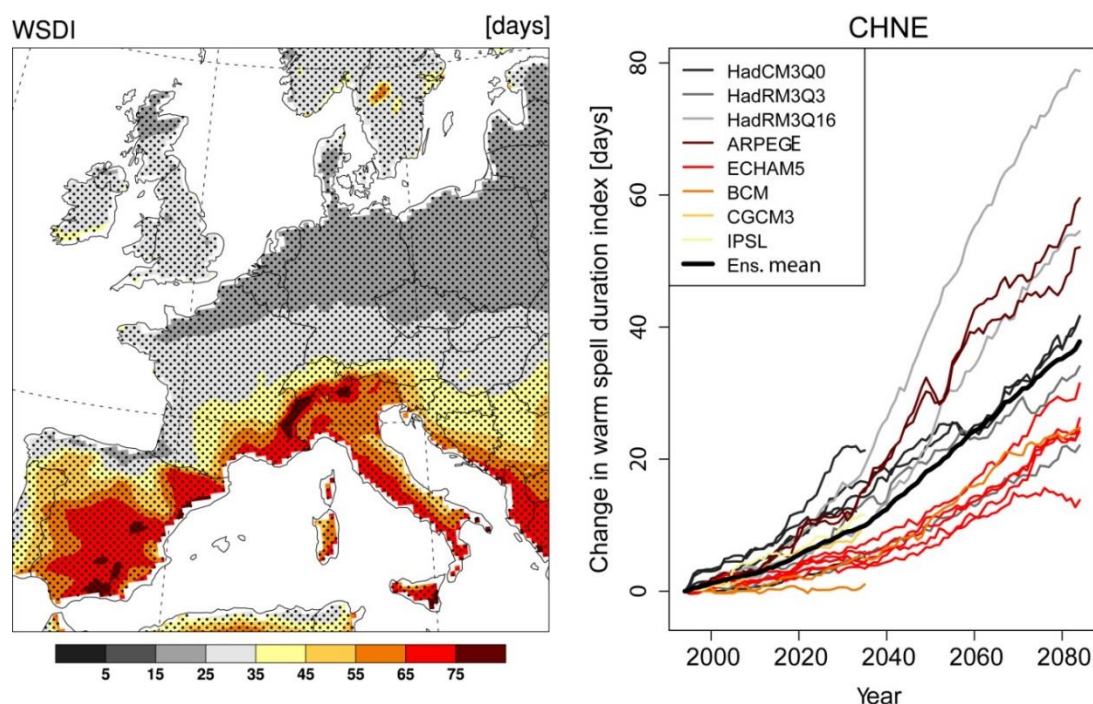 WSDI [days]
5 15 25 35 45 55 65 75
CHNE
HadCM3Q0
HadRM3Q3
HadRM3Q16
ARPEGE
ECHAM5
BCM
CGCM3
IPSL
Ens. mean
Change in warm spell duration index [days]
80
60
40
20
0
2000 2020 2040 2060 2080
Year